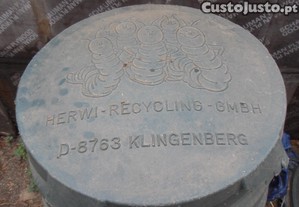 CustoJusto.pt
HERWI-RECYCLING-GMBH
D-8763 KLINGENBERG